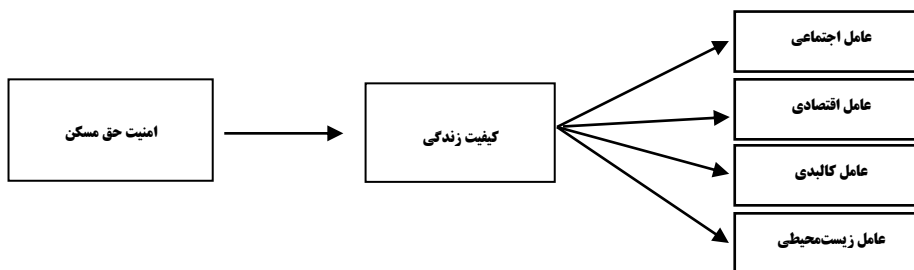 امنیت حق مسکن
کیفیت زندگی
عامل اجتماعی
عامل اقتصادی
عامل کالبدی
عامل زیست‌محیطی